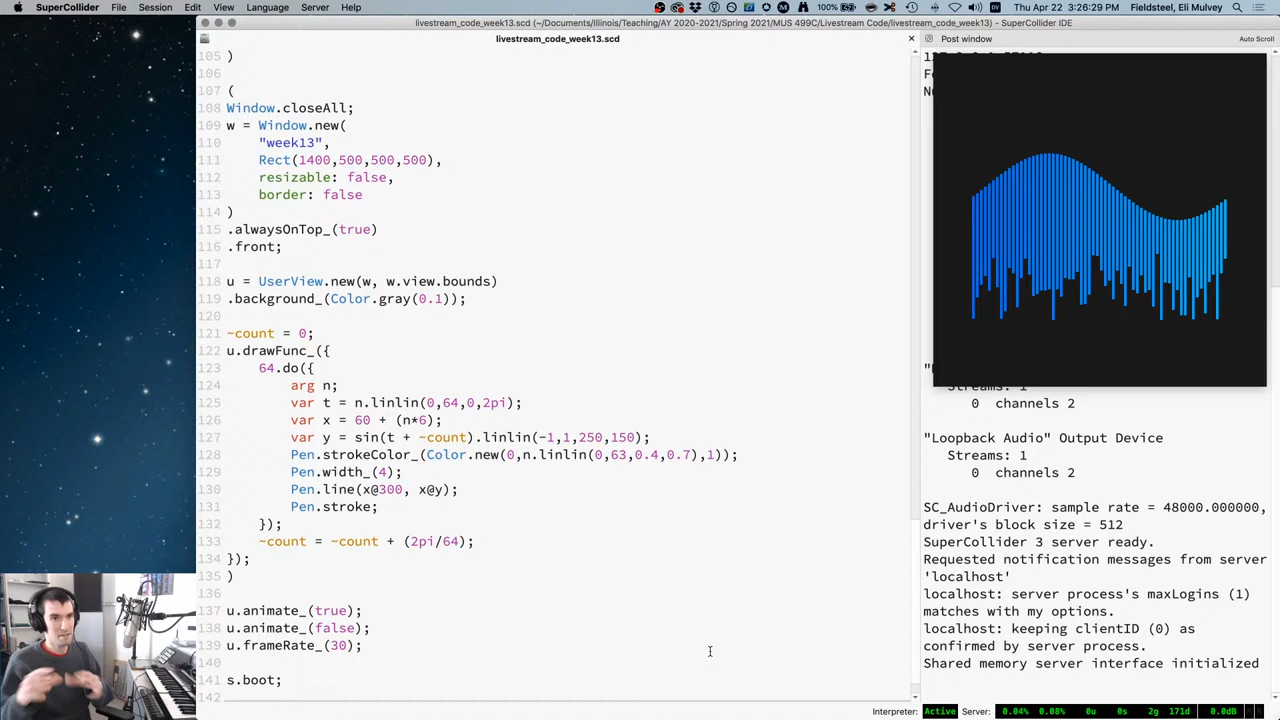 SuperCollider File Session Edit View Language Server Help 100% Thu Apr 22 3:26:29 PM Fieldsteel, Eli Mulvey
livestream_code_week13.scd (~/Documents/Illinois/Teaching/AY 2020-2021/Spring 2021/MUS 499C/Livestream Code/livestream_code_week13) - SuperCollider IDE
livestream_code_week13.scd
Post window
Auto Scroll
105 )
106
107 (
108 Window.closeAll;
109 w = Window.new(
110 "week13",
111 Rect(1400,500,500,500),
112 resizable: false,
113 border: false
114 )
115 .alwaysOnTop_(true)
116 .front;
117
118 u = UserView.new(w, w.view.bounds)
119 .background_(Color.gray(0.1));
120
121 ~count = 0;
122 u.drawFunc_({
123 64.do({
124 arg n;
125 var t = n.linlin(0,64,0,2pi);
126 var x = 60 + (n*6);
127 var y = sin(t + ~count).linlin(-1,1,250,150);
128 Pen.strokeColor_(Color.new(0,n.linlin(0,63,0.4,0.7),1));
129 Pen.width_(4);
130 Pen.line(x@300, x@y);
131 Pen.stroke;
132 });
133 ~count = ~count + (2pi/64);
134 });
135 )
136
137 u.animate_(true);
138 u.animate_(false);
139 u.frameRate_(30);
140
141 s.boot;
142
Streams: 1
0 channels 2
"Loopback Audio" Output Device
Streams: 1
0 channels 2
SC_AudioDriver: sample rate = 48000.000000,
driver's block size = 512
SuperCollider 3 server ready.
Requested notification messages from server
'localhost'
localhost: server process's maxLogins (1)
matches with my options.
localhost: keeping clientID (0) as
confirmed by server process.
Shared memory server interface initialized
Interpreter: Active Server: 0.04% 0.08% 0u 0s 2g 171d 0.0dB